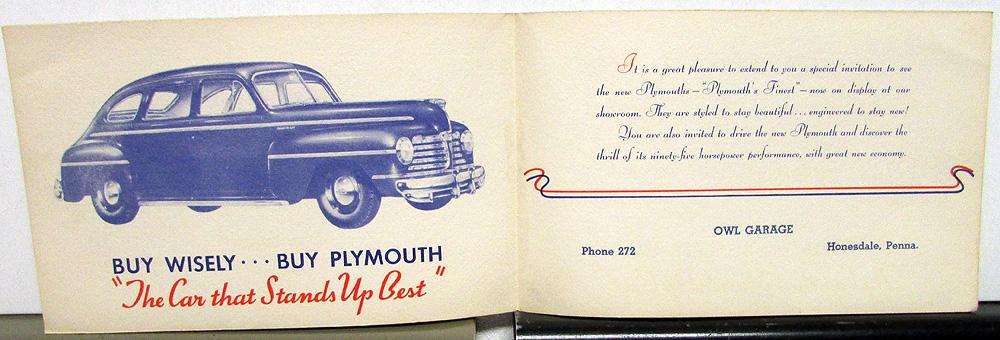 BUY WISELY... BUY PLYMOUTH
"The Car that Stands Up Best"
It is a great pleasure to extend to you a special invitation to see
the new Plymouths—"Plymouth's Finest"—now on display at our
showroom. They are styled to stay beautiful... engineered to stay new!
You are also invited to drive the new Plymouth and discover the
thrill of its ninety-five horsepower performance, with great new economy.
OWL GARAGE
Phone 272
Honesdale, Penna.